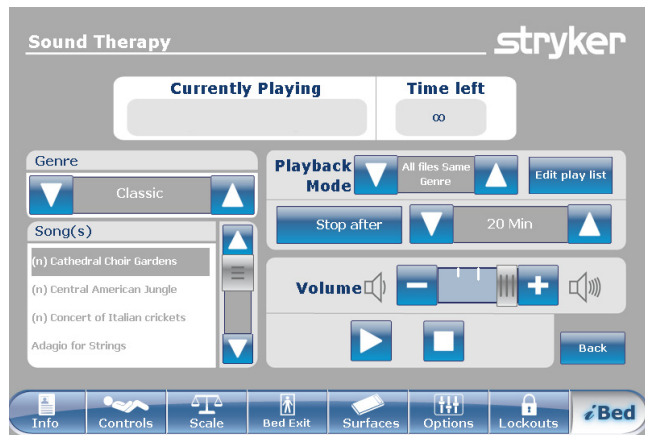 Sound Therapy
stryker
Currently Playing
Time left
∞
Genre
Classic
Song(s)
(n) Cathedral Choir Gardens
(n) Central American Jungle
(n) Concert of Italian crickets
Adagio for Strings
Playback
Mode
All files Same
Genre
Edit play list
Stop after
20 Min
Volume
Back
Info
Controls
Scale
Bed Exit
Surfaces
Options
Lockouts
iBed